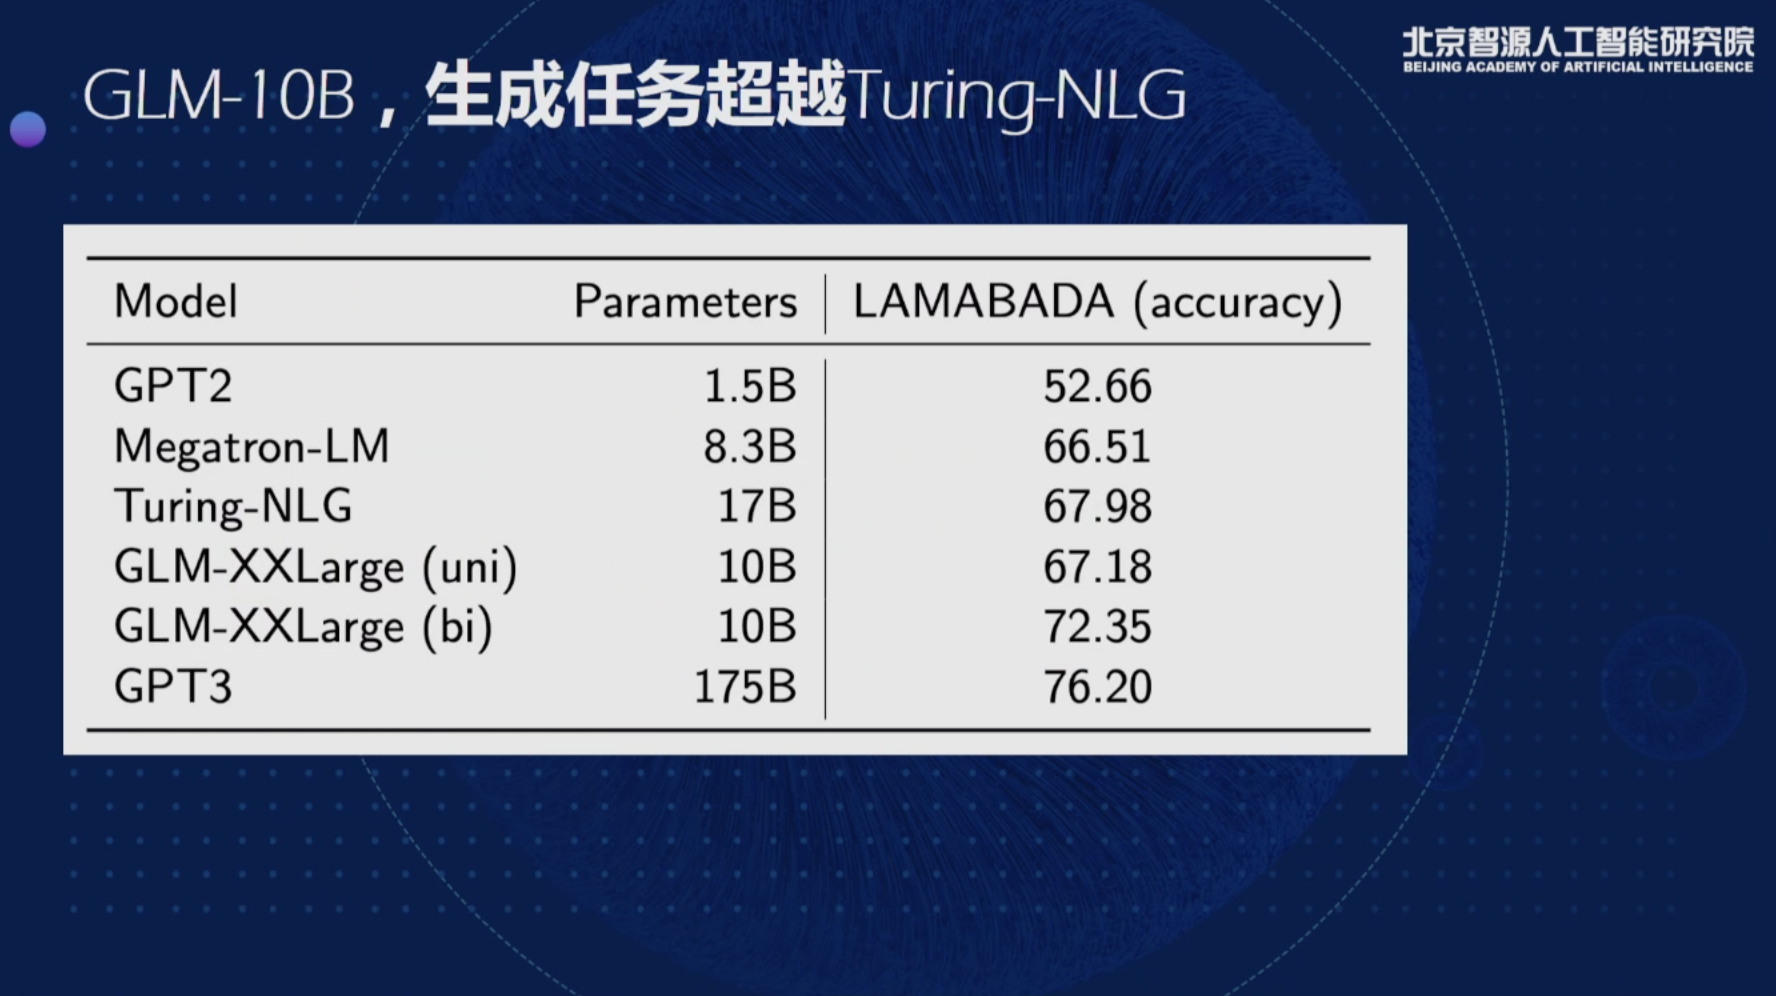 北京智源人工智能研究院
BEIJING ACADEMY OF ARTIFICIAL INTELLIGENCE
GLM-10B，生成任务超越Turing-NLG
Model Parameters LAMABADA (accuracy)
GPT2 1.5B 52.66
Megatron-LM 8.3B 66.51
Turing-NLG 17B 67.98
GLM-XXLarge (uni) 10B 67.18
GLM-XXLarge (bi) 10B 72.35
GPT3 175B 76.20